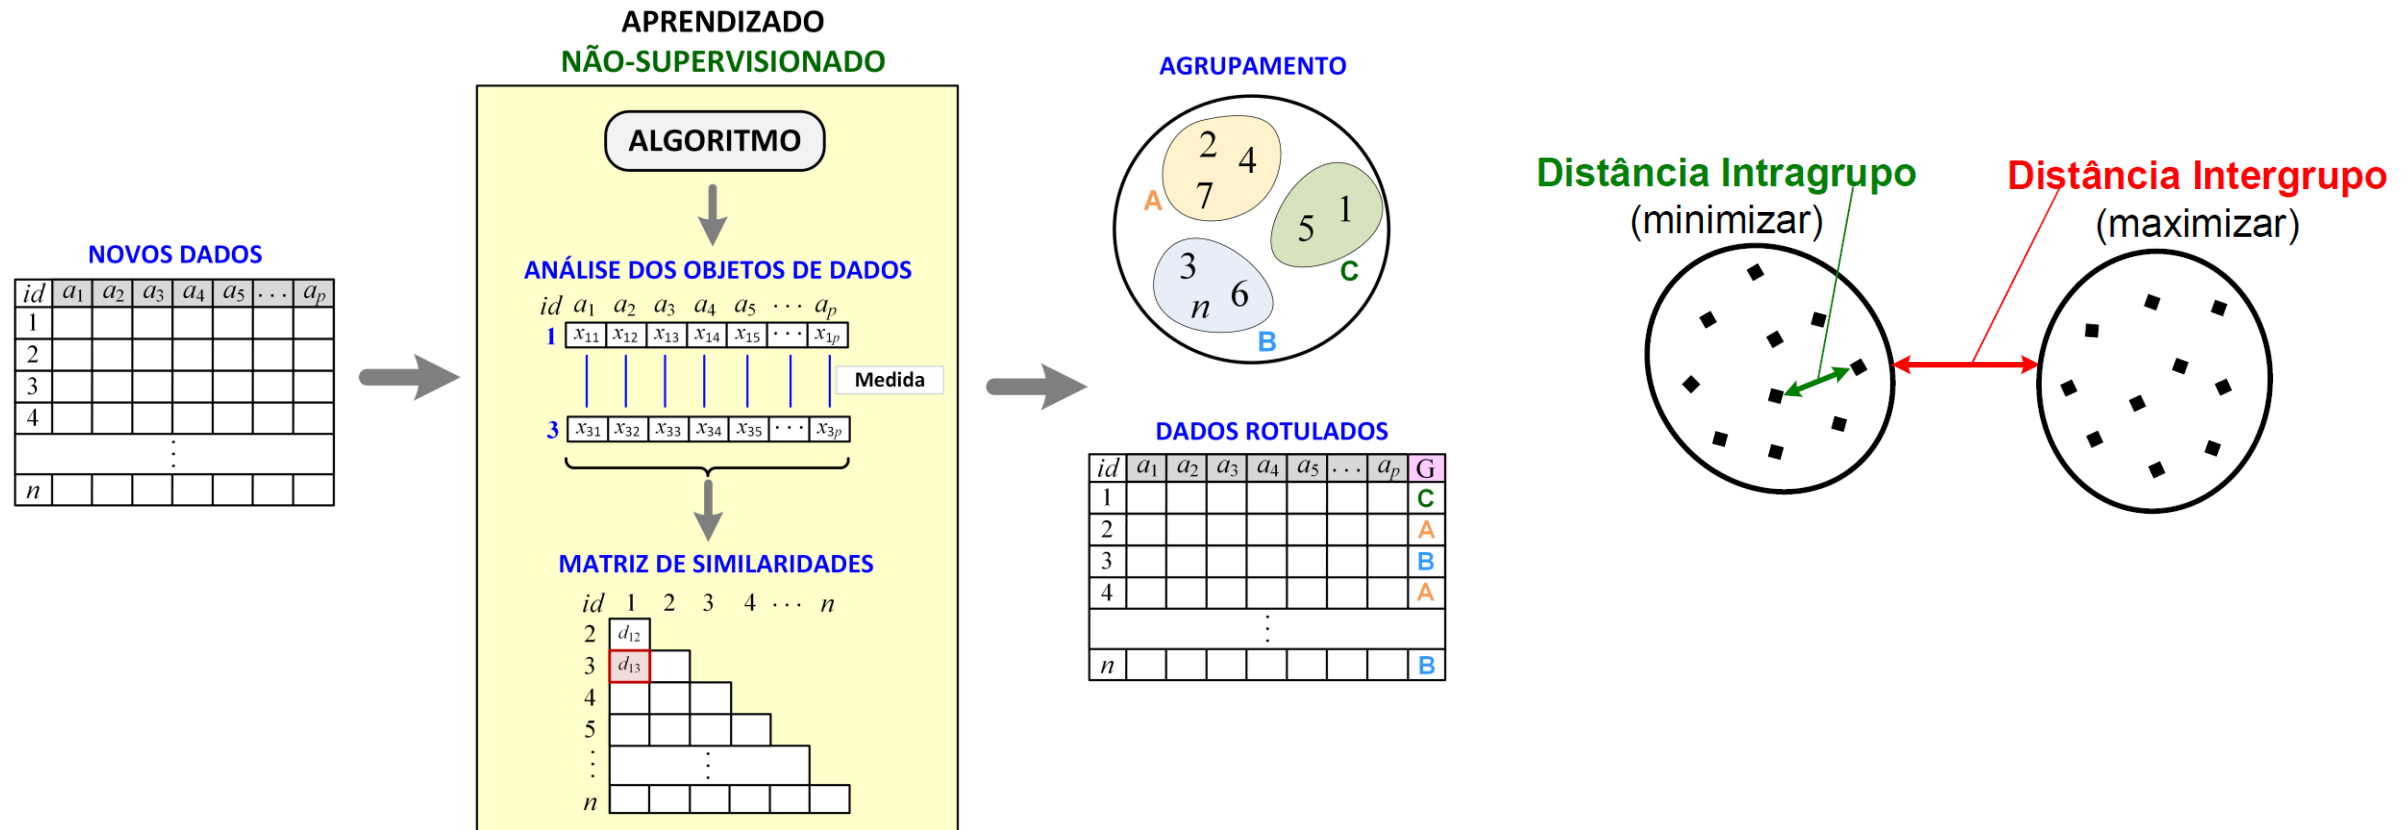 APRENDIZADO
NÃO-SUPERVISIONADO
NOVOS DADOS
id a1 a2 a3 a4 a5 ... ap
1
2
3
4
⋮
n
ALGORITMO
ANÁLISE DOS OBJETOS DE DADOS
id a1 a2 a3 a4 a5 ... ap
1 x11 x12 x13 x14 x15 ... x1p
Medida
3 x31 x32 x33 x34 x35 ... x3p
MATRIZ DE SIMILARIDADES
id 1 2 3 4 ... n
2 d12
3 d13
4
5
⋮ ⋮
n
AGRUPAMENTO
2 4
7
A
1
5
C
3
6
n
B
DADOS ROTULADOS
id a1 a2 a3 a4 a5 ... ap G
1 C
2 A
3 B
4 A
⋮
n B
Distância Intragrupo
(minimizar)
Distância Intergrupo
(maximizar)